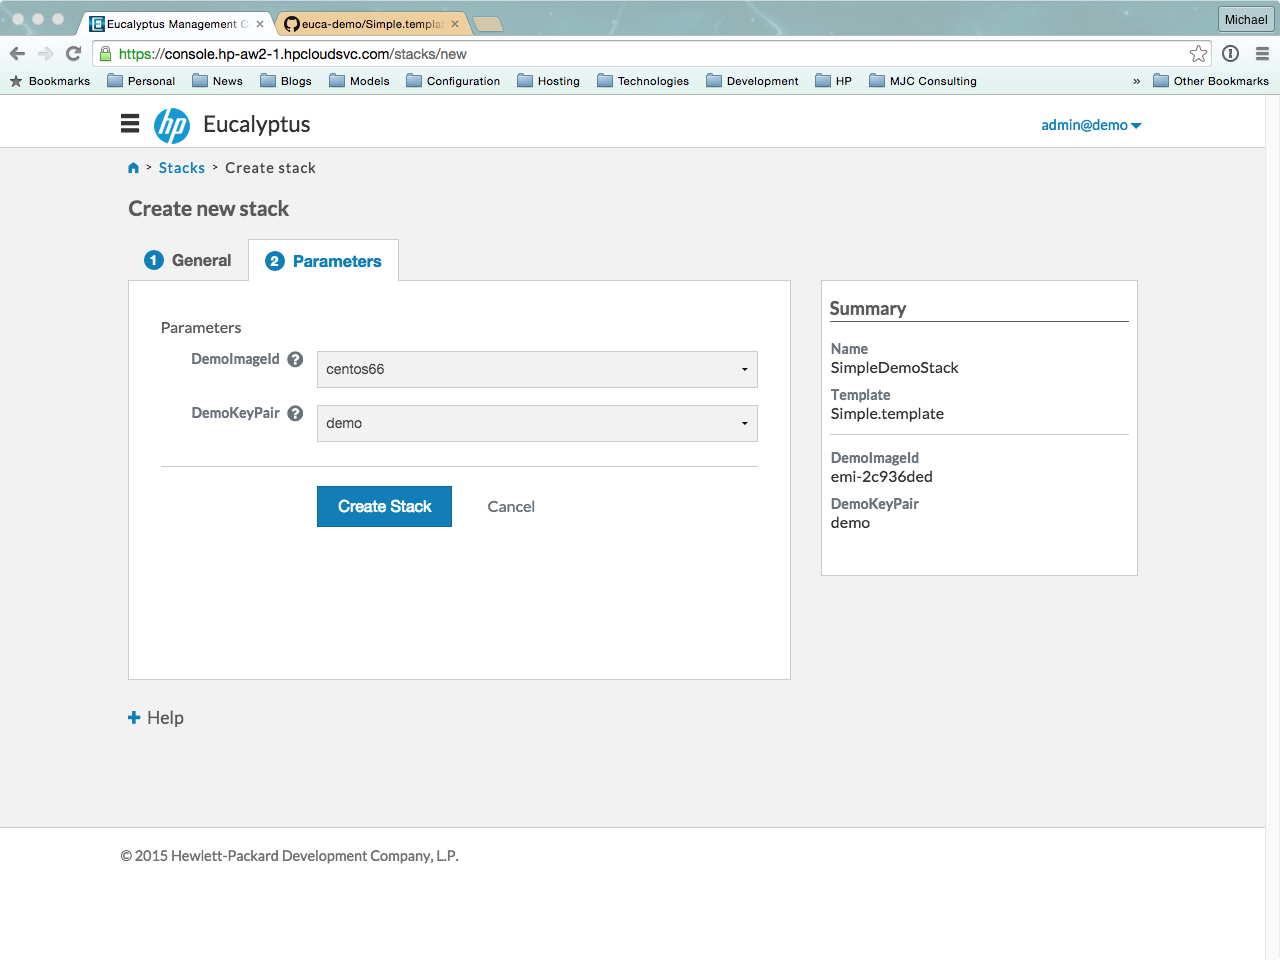 Eucalyptus Management C
euca-demo/Simple.templat
Michael
https://console.hp-aw2-1.hpcloudsvc.com/stacks/new
Bookmarks Personal News Blogs Models Configuration Hosting Technologies Development HP MJC Consulting » Other Bookmarks
hp Eucalyptus
admin@demo
> Stacks > Create stack
Create new stack
1 General
2 Parameters
Parameters
DemoImageId ? centos66
DemoKeyPair ? demo
Create Stack Cancel
Summary
Name
SimpleDemoStack
Template
Simple.template
DemoImageId
emi-2c936ded
DemoKeyPair
demo
Help
© 2015 Hewlett-Packard Development Company, L.P.